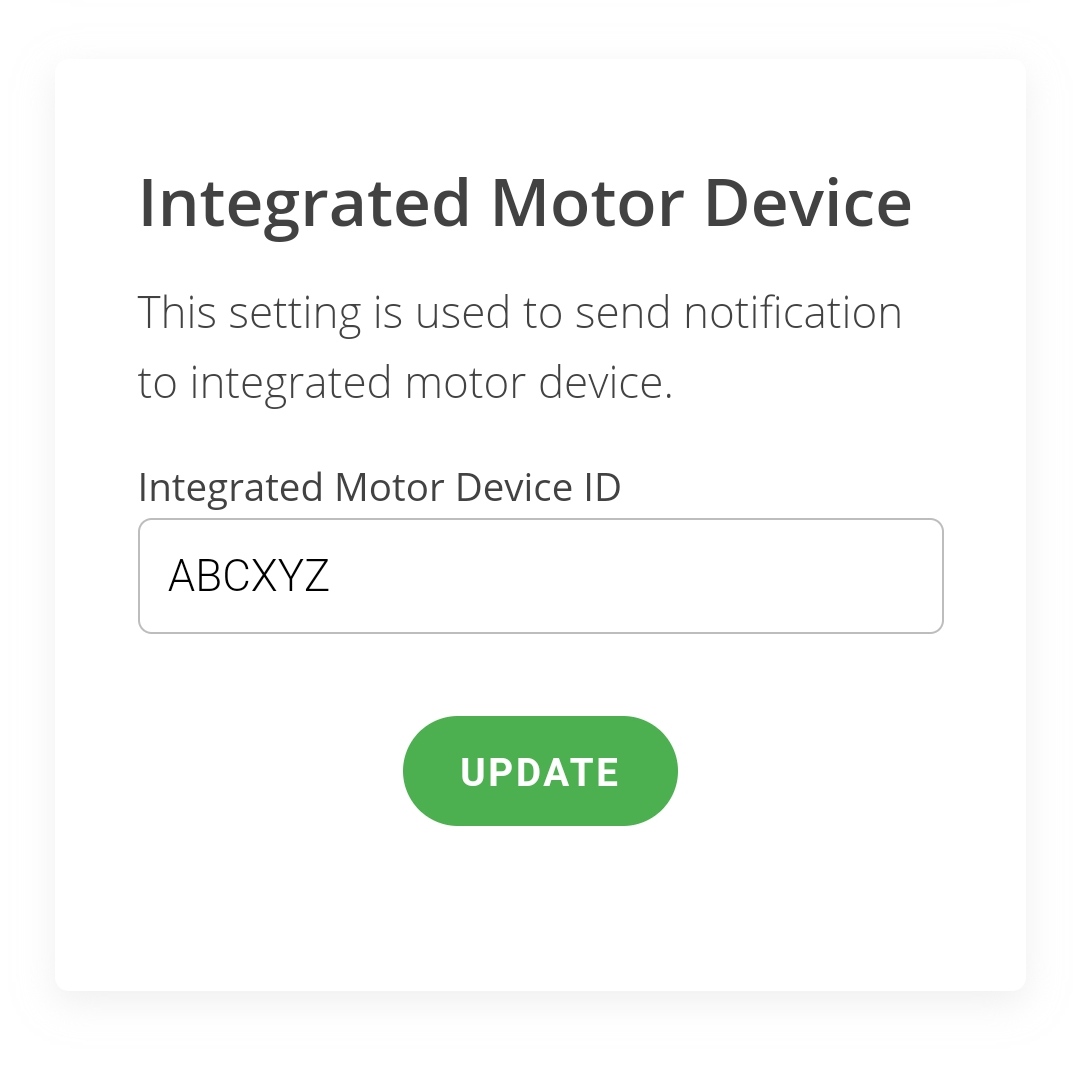 Integrated Motor Device
This setting is used to send notification
to integrated motor device.
Integrated Motor Device ID
ABCXYZ
UPDATE